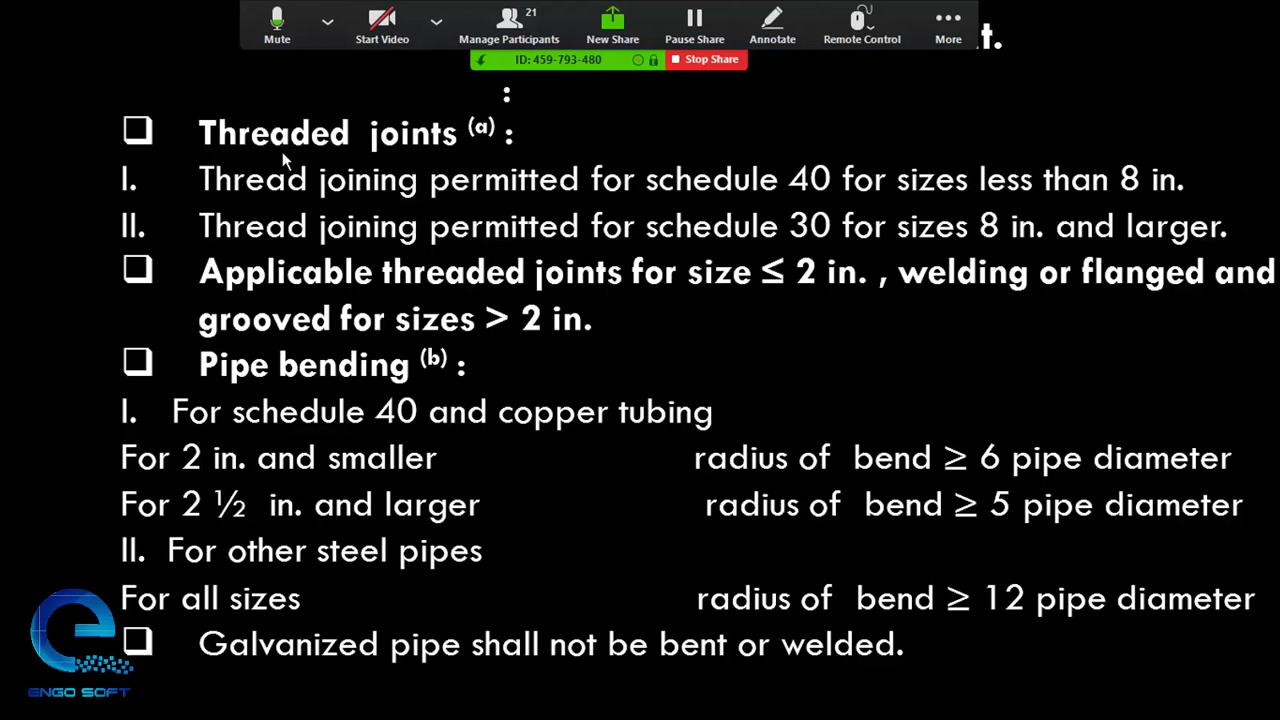 21
Mute
Start Video
Manage Participants
New Share
Pause Share
Annotate
Remote Control
More
t.
ID: 459-793-480
Stop Share
:
❑ Threaded joints (a) :
I. Thread joining permitted for schedule 40 for sizes less than 8 in.
II. Thread joining permitted for schedule 30 for sizes 8 in. and larger.
❑ Applicable threaded joints for size ≤ 2 in. , welding or flanged and
grooved for sizes > 2 in.
❑ Pipe bending (b) :
I. For schedule 40 and copper tubing
For 2 in. and smaller radius of bend ≥ 6 pipe diameter
For 2 ½ in. and larger radius of bend ≥ 5 pipe diameter
II. For other steel pipes
For all sizes radius of bend ≥ 12 pipe diameter
❑ Galvanized pipe shall not be bent or welded.
ENGO SOFT